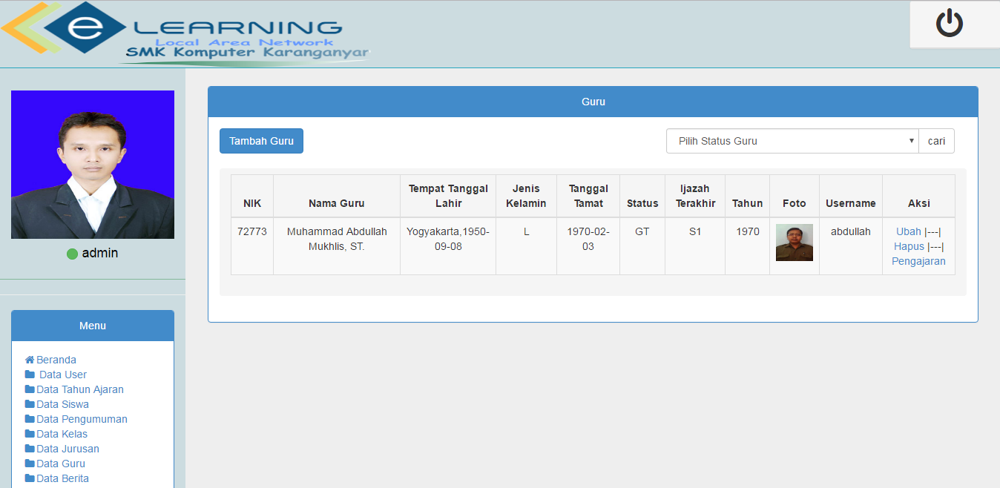 e LEARNING
Local Area Network
SMK Komputer Karanganyar
admin
Menu
Beranda
Data User
Data Tahun Ajaran
Data Siswa
Data Pengumuman
Data Kelas
Data Jurusan
Data Guru
Data Berita
Guru
Tambah Guru
Pilih Status Guru
cari
NIK
Nama Guru
Tempat Tanggal
Lahir
Jenis
Kelamin
Tanggal
Tamat
Status
Ijazah
Terakhir
Tahun
Foto
Username
Aksi
72773
Muhammad Abdullah
Mukhlis, ST.
Yogyakarta,1950-
09-08
L
1970-02-
03
GT
S1
1970
abdullah
Ubah |---|
Hapus |---|
Pengajaran